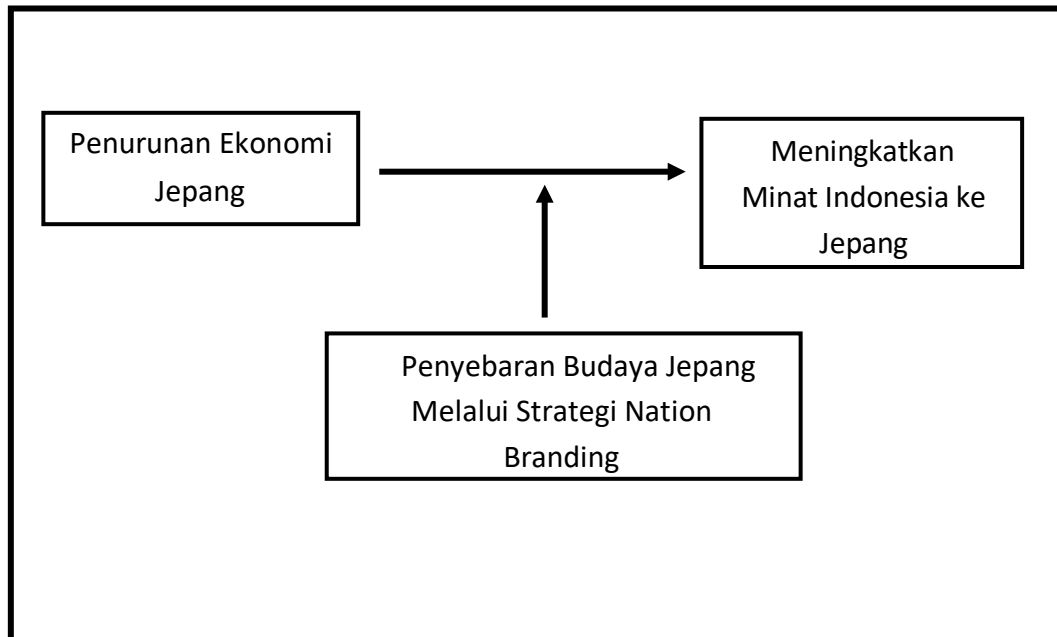 Penurunan Ekonomi
Jepang
Meningkatkan
Minat Indonesia ke
Jepang
Penyebaran Budaya Jepang
Melalui Strategi Nation
Branding